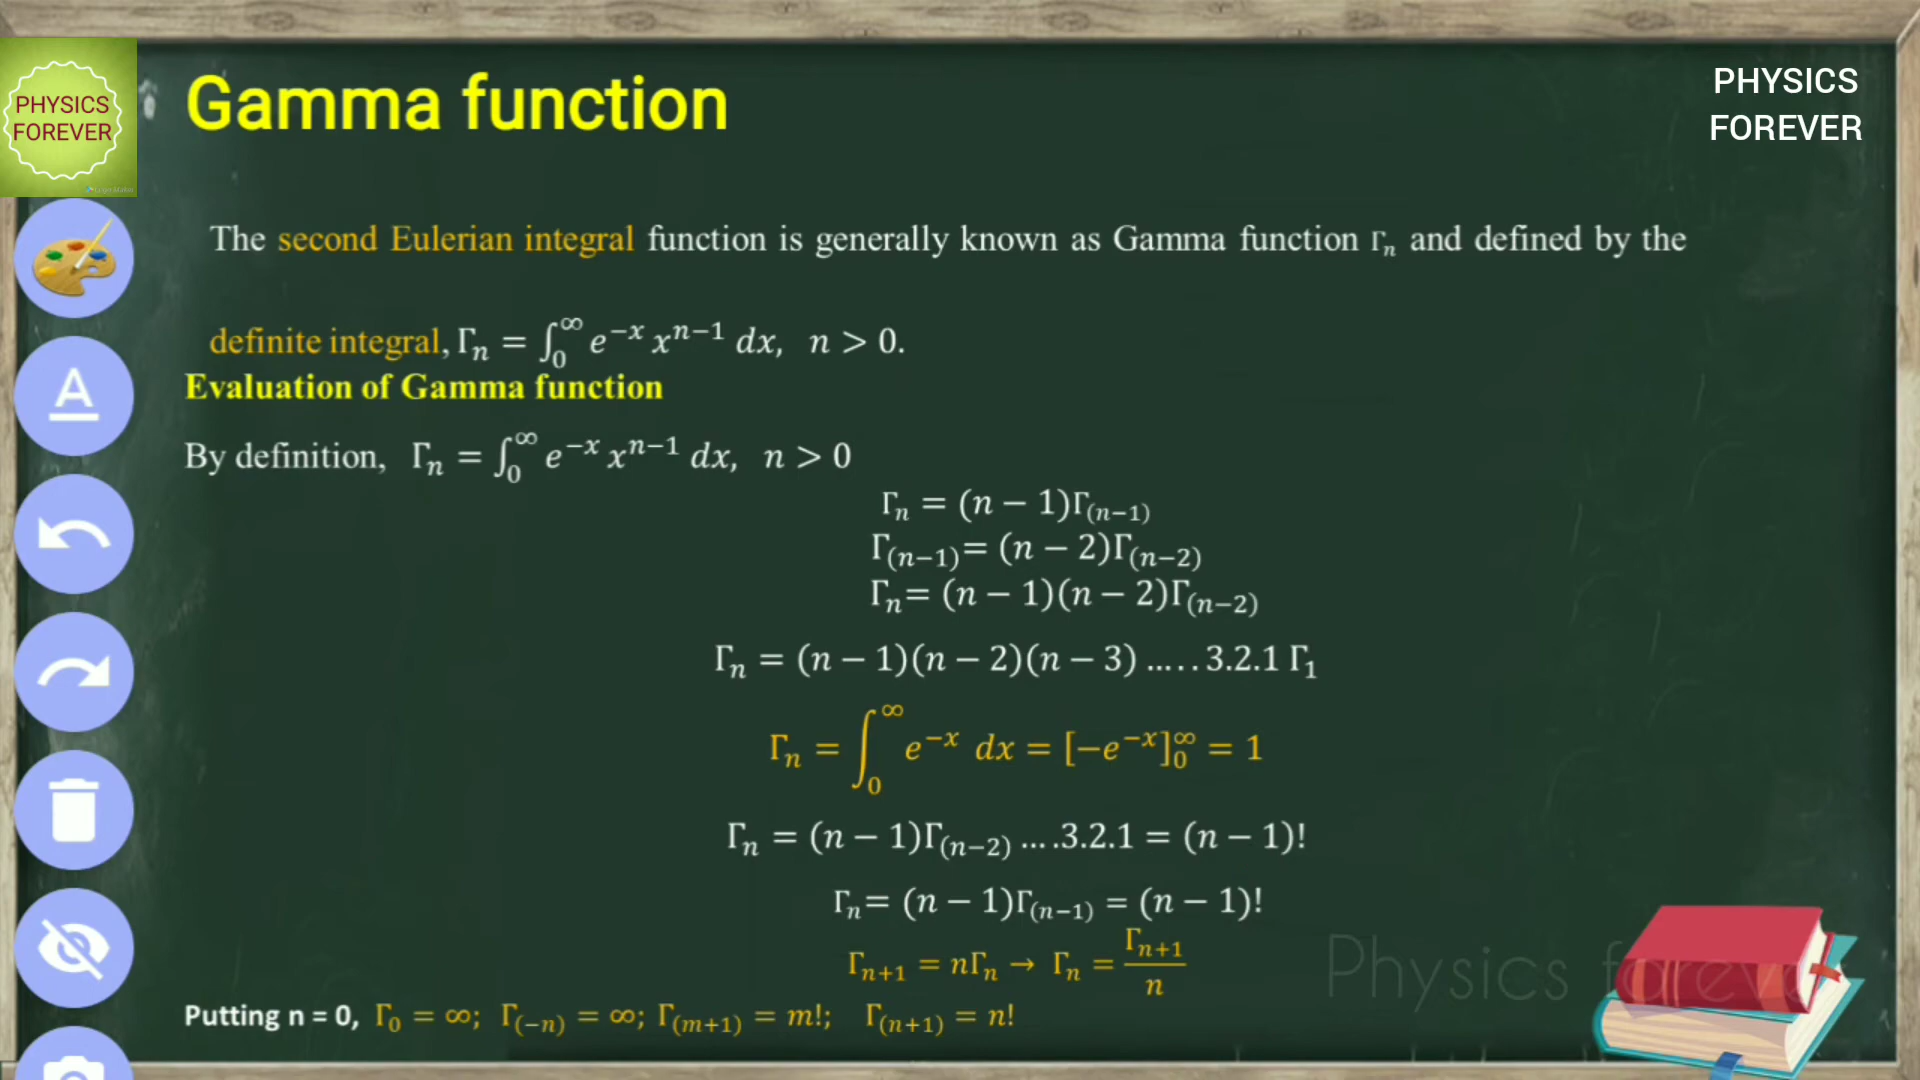 PHYSICS
FOREVER
Gamma function
PHYSICS
FOREVER
The second Eulerian integral function is generally known as Gamma function Γₙ and defined by the
definite integral, Γₙ = ∫₀^∞ e^−x x^n−1 dx, n > 0.
Evaluation of Gamma function
By definition, Γₙ = ∫₀^∞ e^−x x^n−1 dx, n > 0
Γₙ = (n − 1)Γ₍ₙ₋₁₎
Γ₍ₙ₋₁₎= (n − 2)Γ₍ₙ₋₂₎
Γₙ= (n − 1)(n − 2)Γ₍ₙ₋₂₎
Γₙ = (n − 1)(n − 2)(n − 3) ..... 3.2.1 Γ₁
Γₙ = ∫₀^∞ e^−x dx = [−e^−x]₀^∞ = 1
Γₙ = (n − 1)Γ₍ₙ₋₂₎ ... .3.2.1 = (n − 1)!
Γₙ= (n − 1)Γ₍ₙ₋₁₎ = (n − 1)!
Γₙ₊₁ = nΓₙ → Γₙ = Γₙ₊₁/n
Physics forever
Putting n = 0, Γ₀ = ∞; Γ₍₋ₙ₎ = ∞; Γ₍ₘ₊₁₎ = m!; Γ₍ₙ₊₁₎ = n!